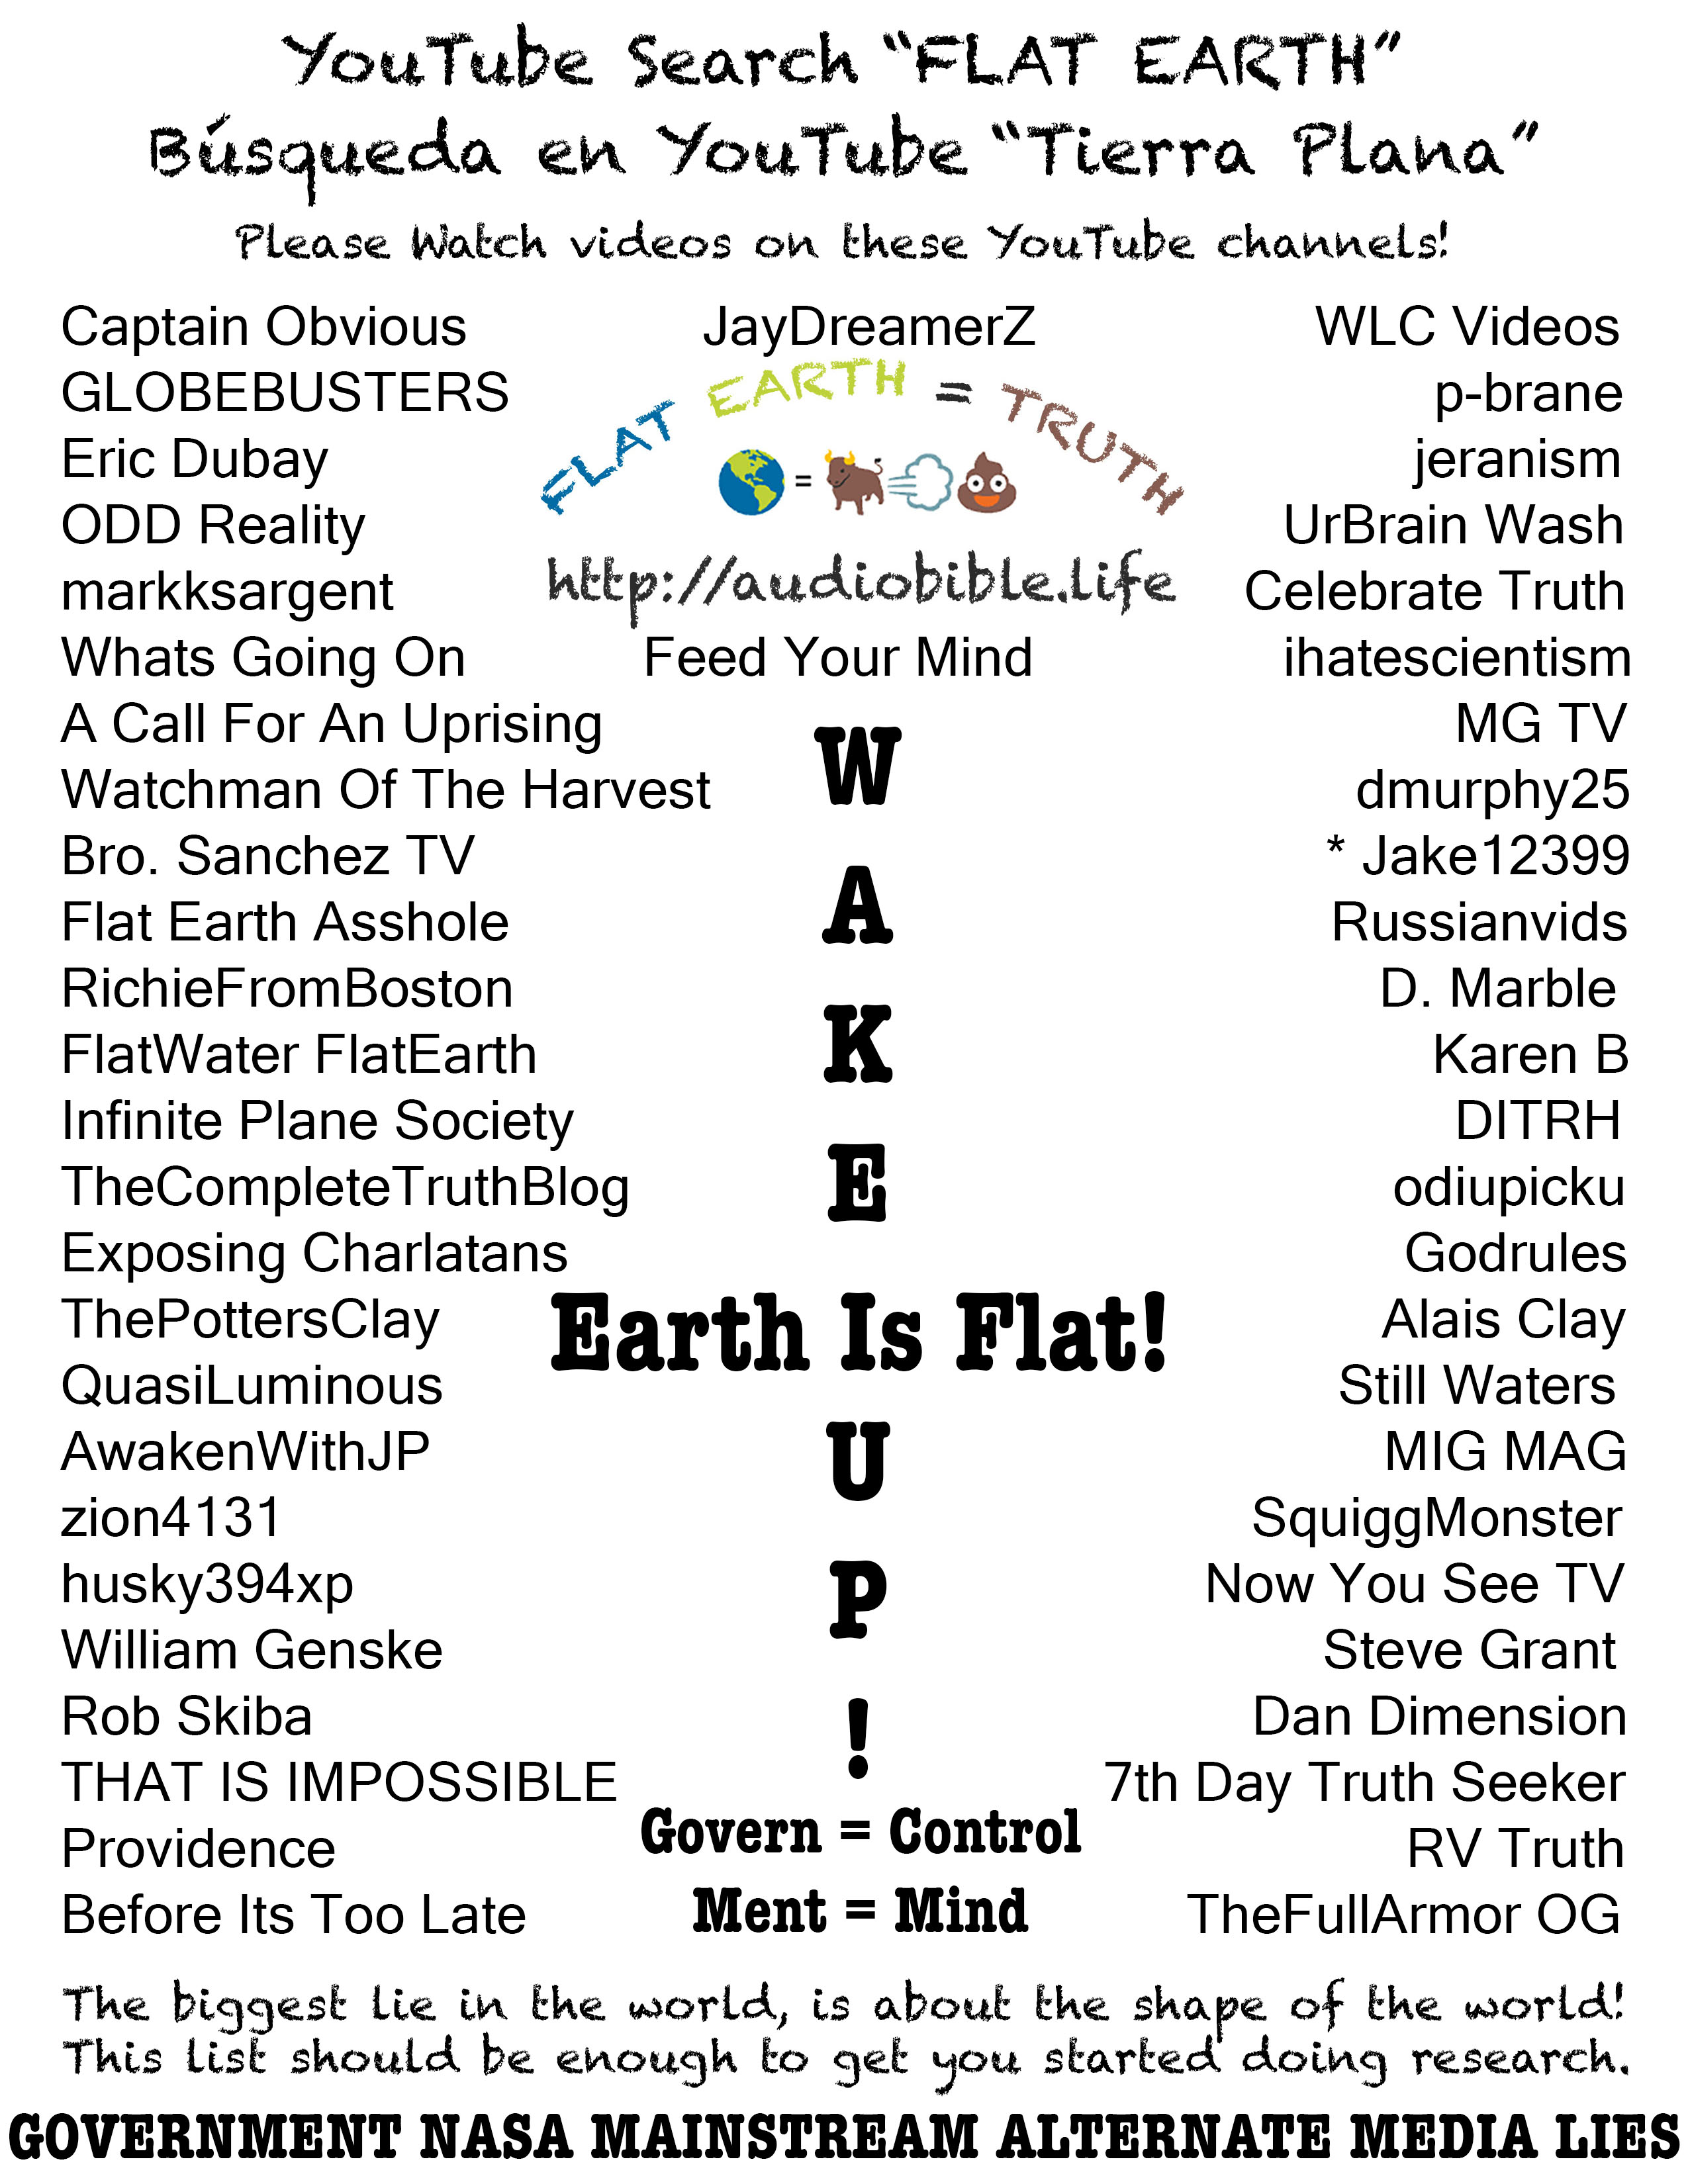 YouTube Search “FLAT EARTH”
Búsqueda en YouTube “Tierra Plana”
Please Watch videos on these YouTube channels!
Captain Obvious
GLOBEBUSTERS
Eric Dubay
ODD Reality
markksargent
Whats Going On
A Call For An Uprising
Watchman Of The Harvest
Bro. Sanchez TV
Flat Earth Asshole
RichieFromBoston
FlatWater FlatEarth
Infinite Plane Society
TheCompleteTruthBlog
Exposing Charlatans
ThePottersClay
QuasiLuminous
AwakenWithJP
zion4131
husky394xp
William Genske
Rob Skiba
THAT IS IMPOSSIBLE
Providence
Before Its Too Late
JayDreamerZ
FLAT EARTH = TRUTH
=
http://audiobible.life
Feed Your Mind
W
A
K
E
Earth Is Flat!
U
P
!
Govern = Control
Ment = Mind
WLC Videos
p-brane
jeranism
UrBrain Wash
Celebrate Truth
ihatescientism
MG TV
dmurphy25
* Jake12399
Russianvids
D. Marble
Karen B
DITRH
odiupicku
Godrules
Alais Clay
Still Waters
MIG MAG
SquiggMonster
Now You See TV
Steve Grant
Dan Dimension
7th Day Truth Seeker
RV Truth
TheFullArmor OG
The biggest lie in the world, is about the shape of the world!
This list should be enough to get you started doing research.
GOVERNMENT NASA MAINSTREAM ALTERNATE MEDIA LIES